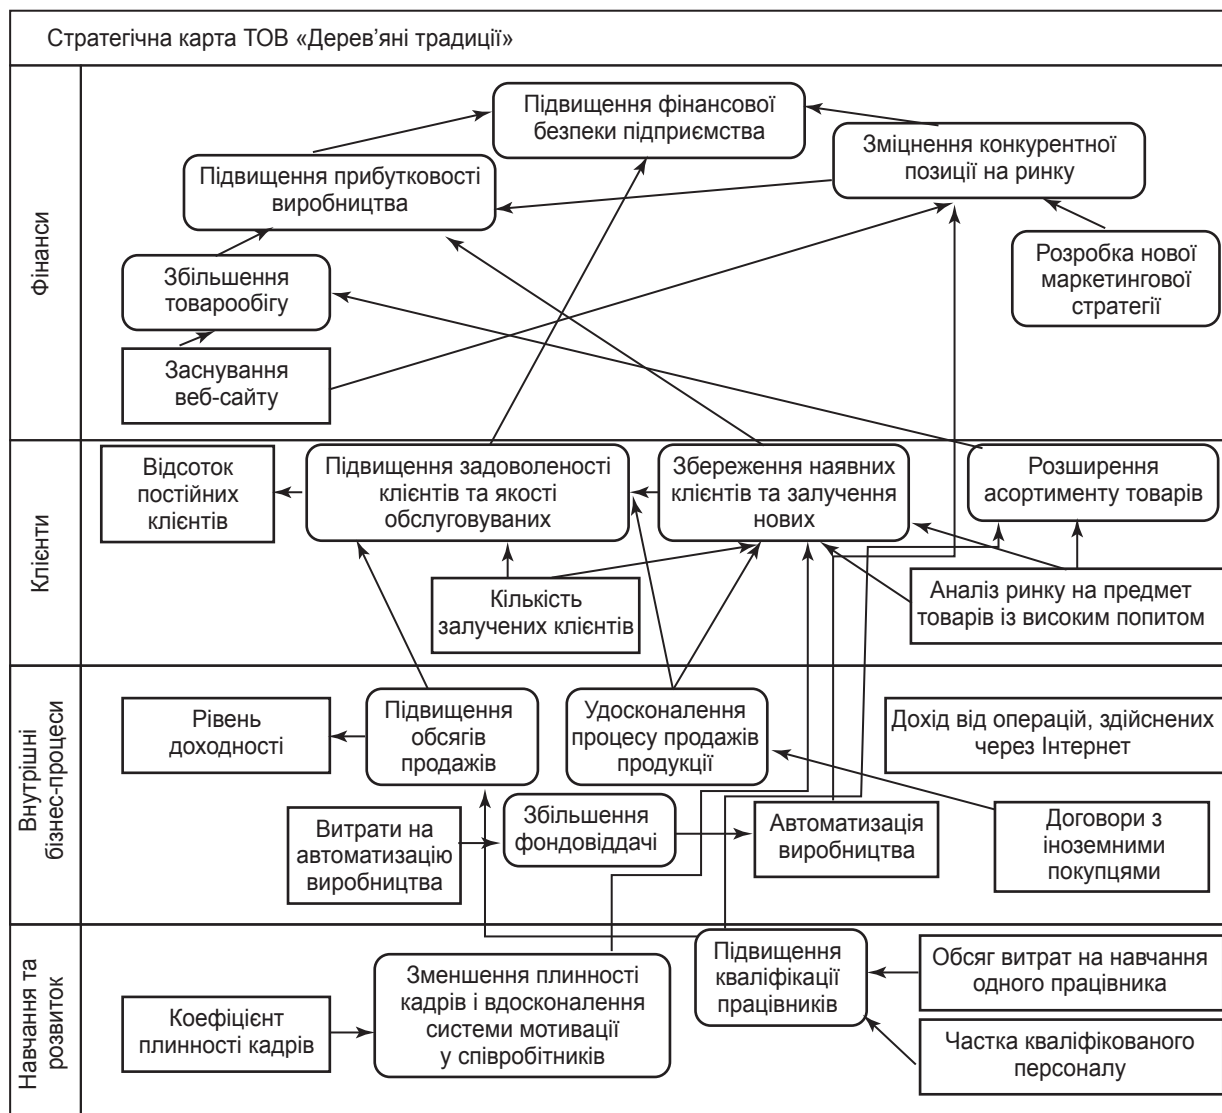 Стратегічна карта ТОВ «Дерев’яні традиції»
Фінанси
Підвищення фінансової
безпеки підприємства
Зміцнення конкурентної
позиції на ринку
Підвищення прибутковості
виробництва
Розробка нової
маркетингової
стратегії
Збільшення
товарообігу
Заснування
веб-сайту
Клієнти
Відсоток
постійних
клієнтів
Підвищення задоволеності
клієнтів та якості
обслуговуваних
Збереження наявних
клієнтів та залучення
нових
Розширення
асортименту товарів
Кількість
залучених клієнтів
Аналіз ринку на предмет
товарів із високим попитом
Внутрішні
бізнес-процеси
Рівень
доходності
Підвищення
обсягів
продажів
Удосконалення
процесу продажів
продукції
Дохід від операцій, здійснених
через Інтернет
Витрати на
автоматизацію
виробництва
Збільшення
фондовіддачі
Автоматизація
виробництва
Договори з
іноземними
покупцями
Навчання та
розвиток
Коефіцієнт
плинності кадрів
Зменшення плинності
кадрів і вдосконалення
системи мотивації
у співробітників
Підвищення
кваліфікації
працівників
Обсяг витрат на навчання
одного працівника
Частка кваліфікованого
персоналу